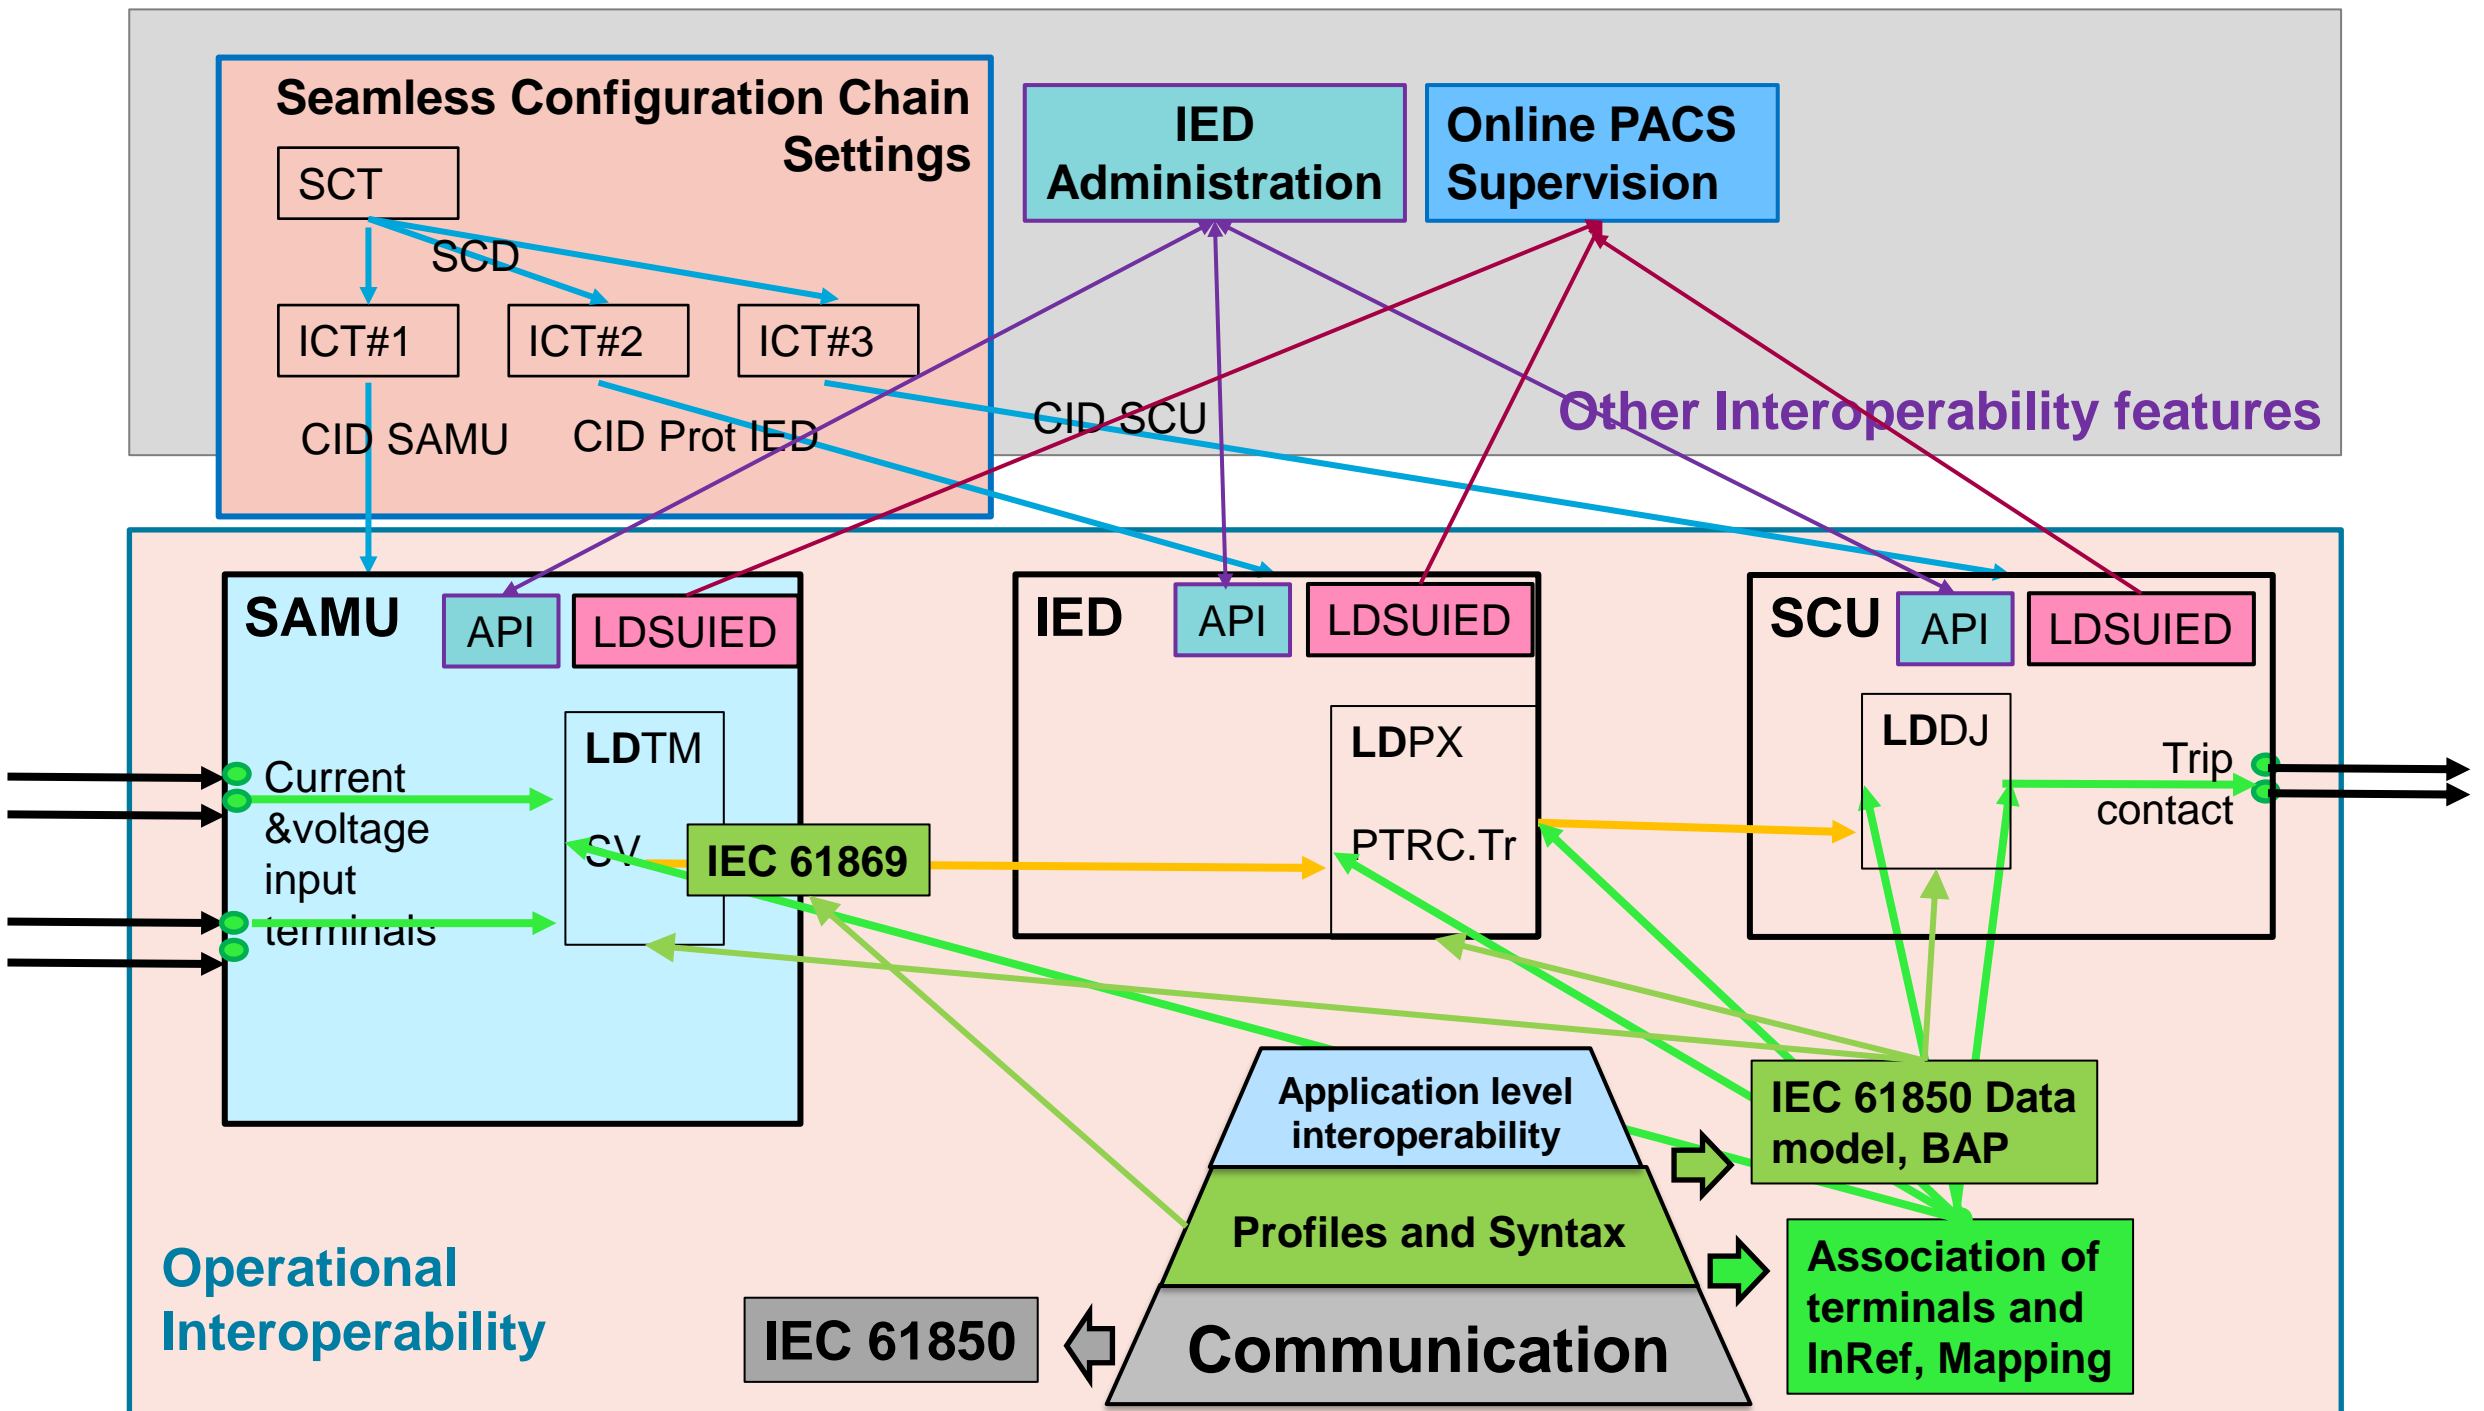 Seamless Configuration Chain
Settings
SCT
SCD
ICT#1
ICT#2
ICT#3
CID SAMU
CID Prot IED
CID SCU
IED
Administration
Online PACS
Supervision
Other Interoperability features
SAMU
API
LDSUIED
LDTM
SV
Current
&voltage
input
terminals
IEC 61869
IED
API
LDSUIED
LDPX
PTRC.Tr
SCU
API
LDSUIED
LDDJ
Trip
contact
Application level
interoperability
Profiles and Syntax
Communication
IEC 61850 Data
model, BAP
Association of
terminals and
InRef, Mapping
IEC 61850
Operational
Interoperability